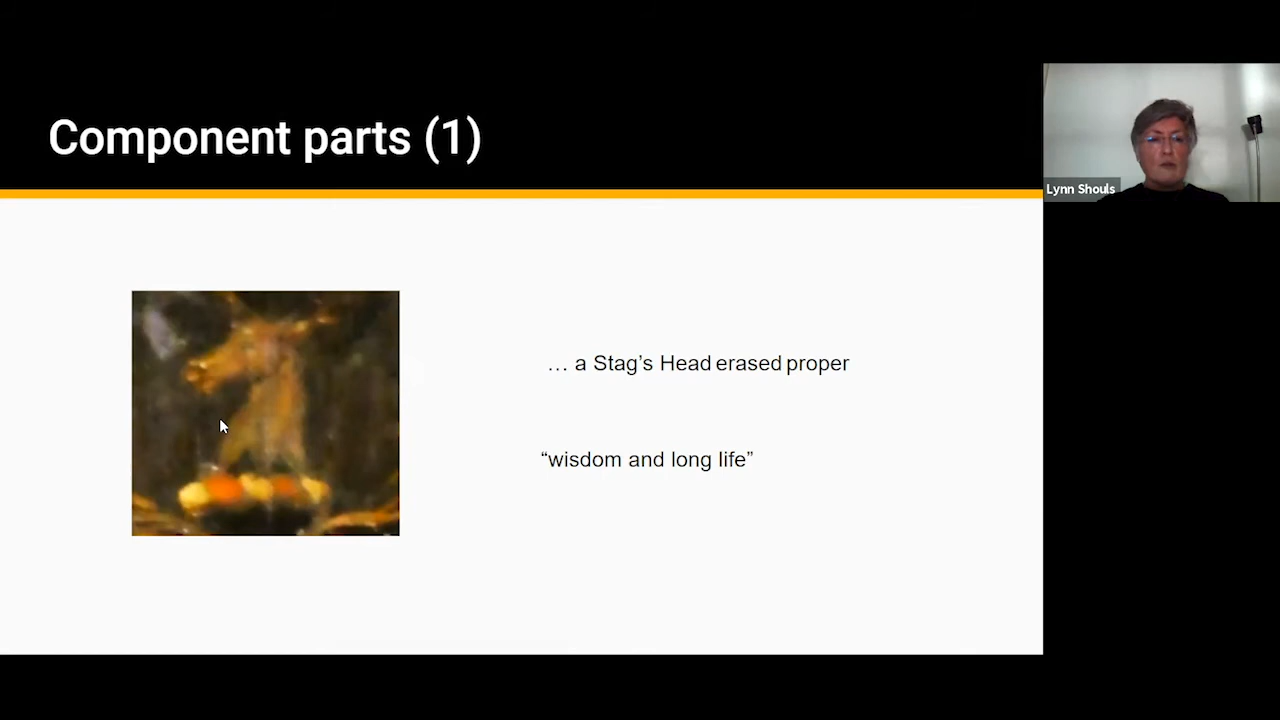 Component parts (1)
Lynn Shouls
… a Stag’s Head erased proper
“wisdom and long life”